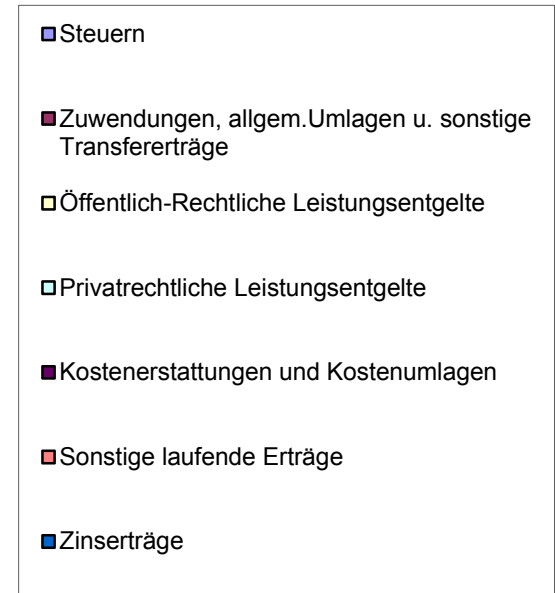 Steuern
Zuwendungen, allgem.Umlagen u. sonstige
Transfererträge
Öffentlich-Rechtliche Leistungsentgelte
Privatrechtliche Leistungsentgelte
Kostenerstattungen und Kostenumlagen
Sonstige laufende Erträge
Zinserträge